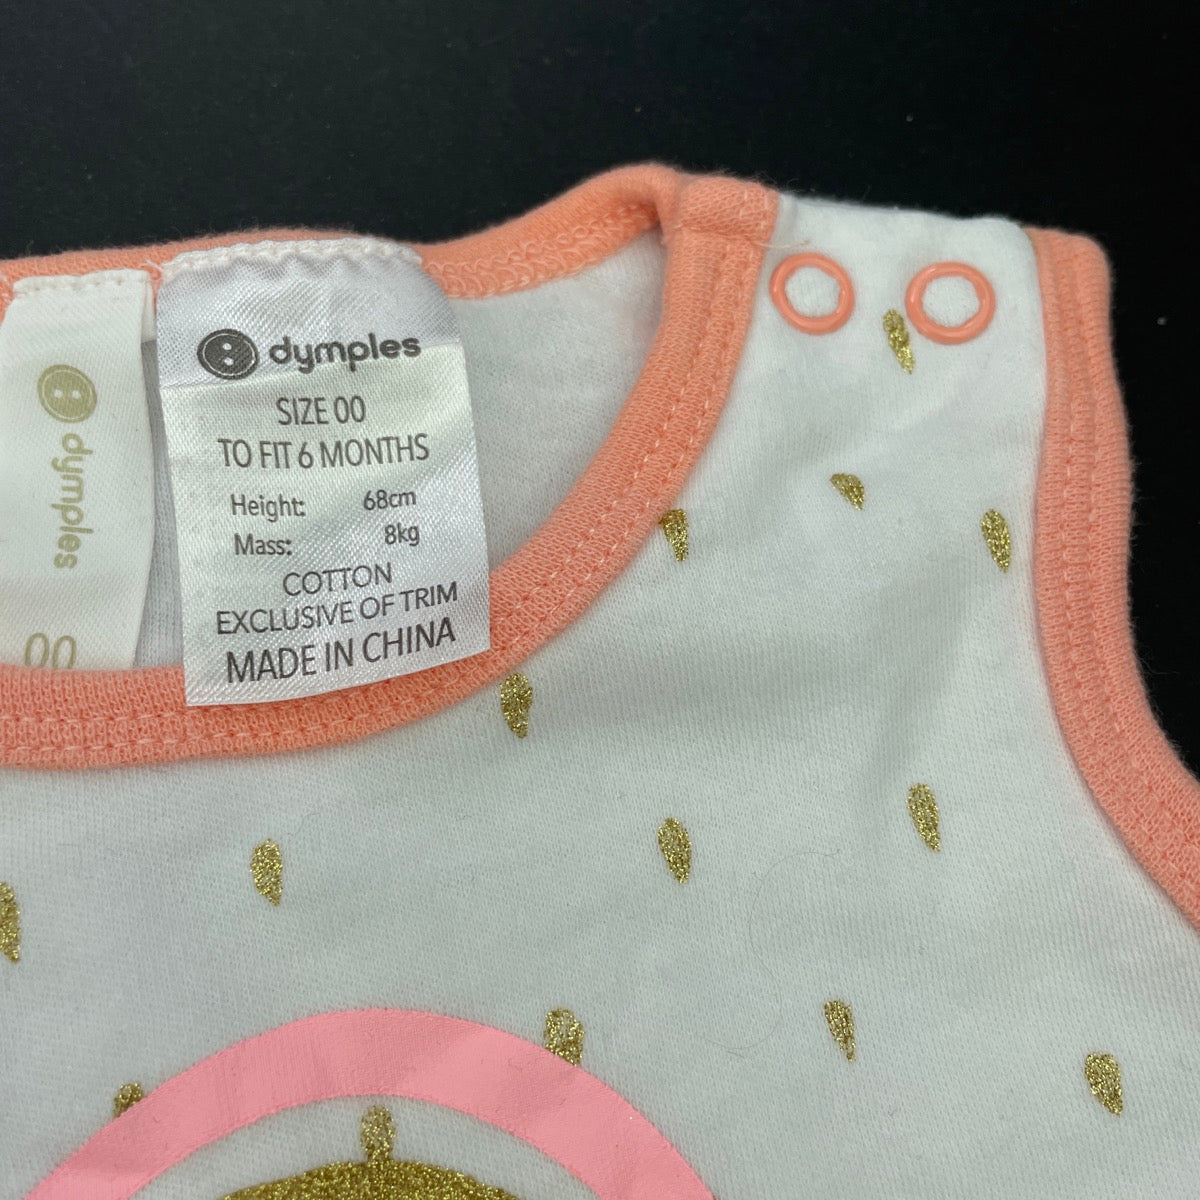 dymples
SIZE 00
TO FIT 6 MONTHS
Height: 68cm
Mass: 8kg
COTTON
EXCLUSIVE OF TRIM
MADE IN CHINA
dymples
00